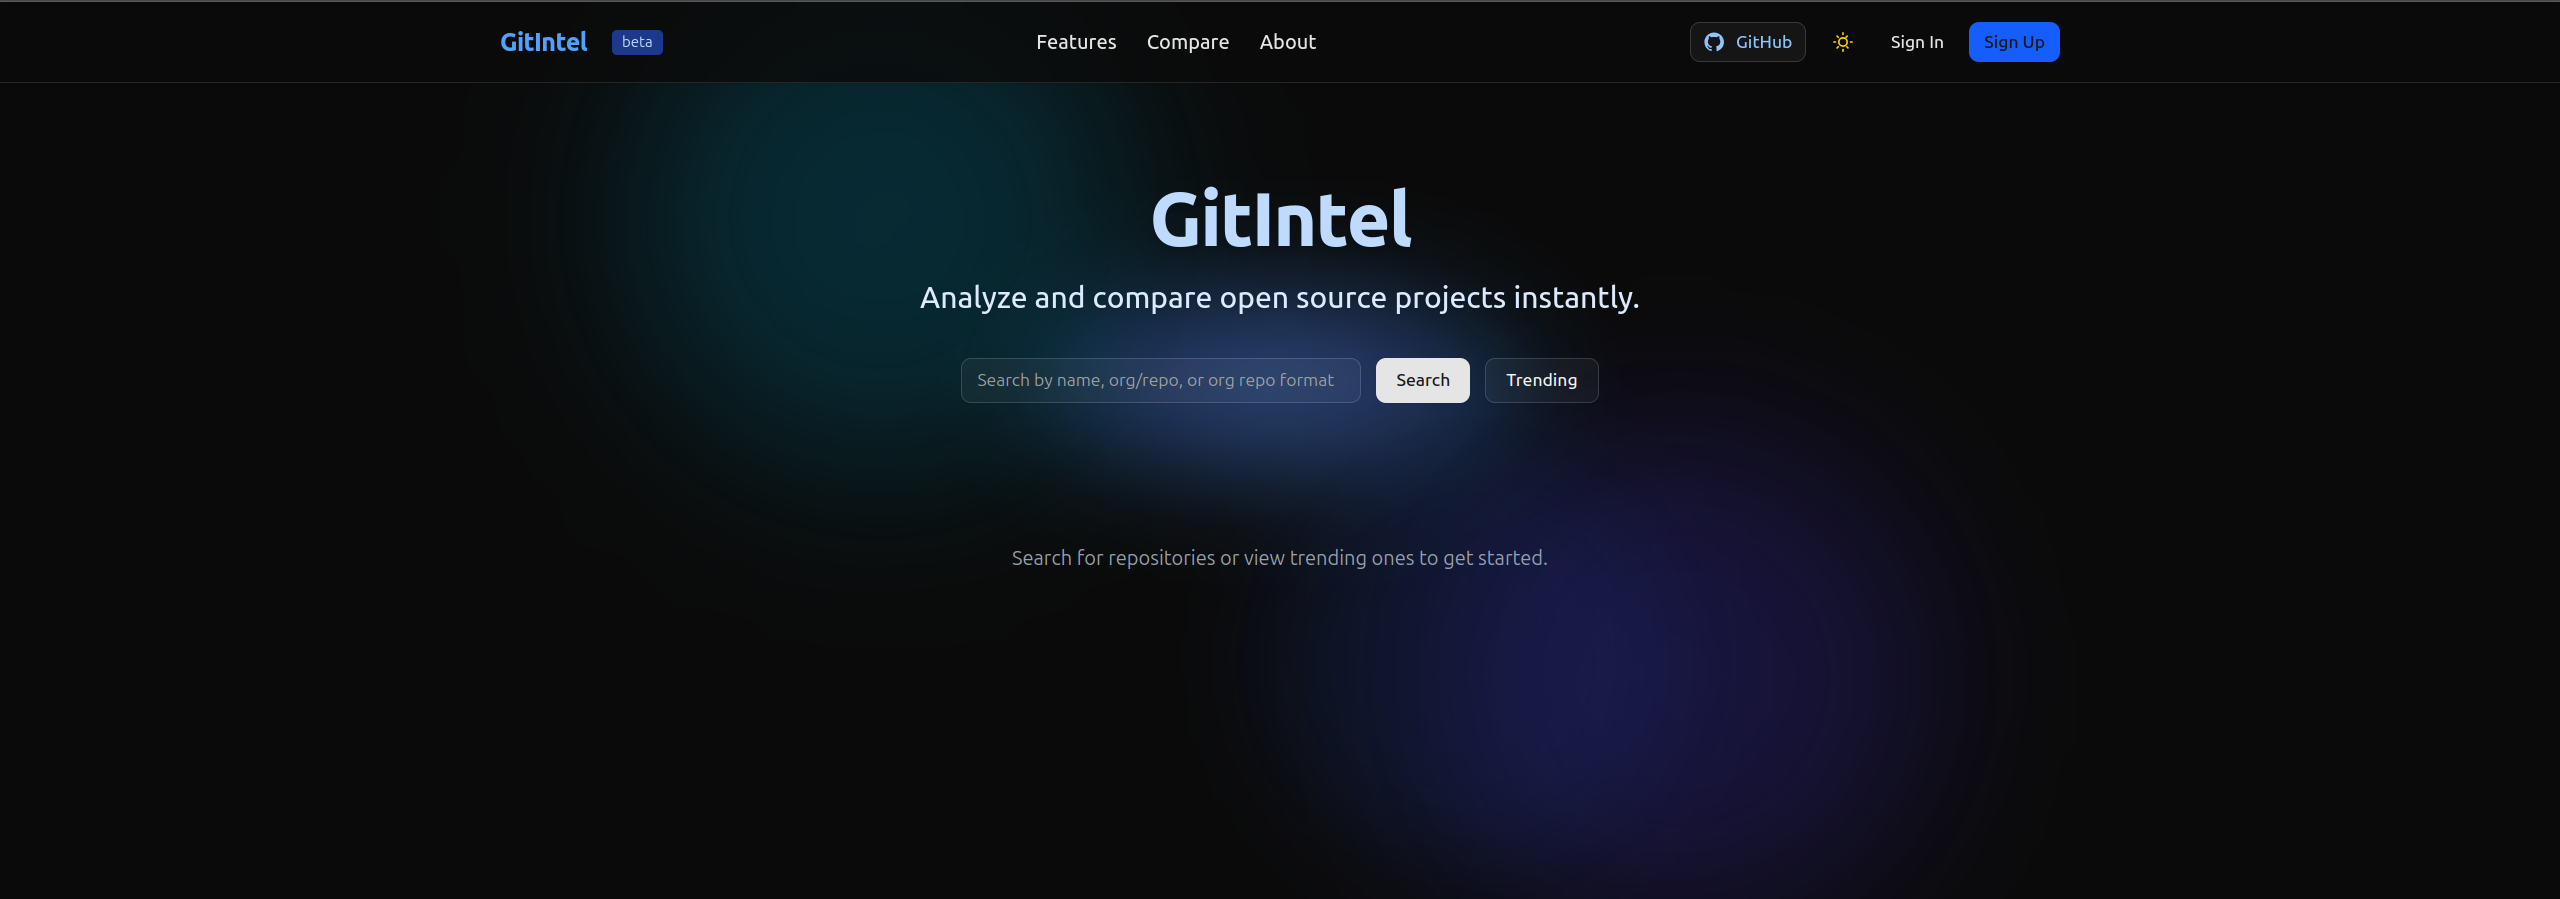 GitIntel beta Features Compare About GitHub Sign In Sign Up
GitIntel
Analyze and compare open source projects instantly.
Search by name, org/repo, or org repo format Search Trending
Search for repositories or view trending ones to get started.